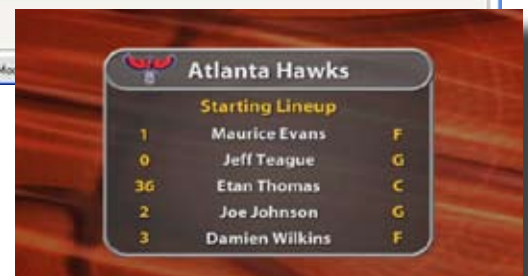 Atlanta Hawks
Starting Lineup
1 Maurice Evans F
0 Jeff Teague G
36 Etan Thomas C
2 Joe Johnson G
3 Damien Wilkins F